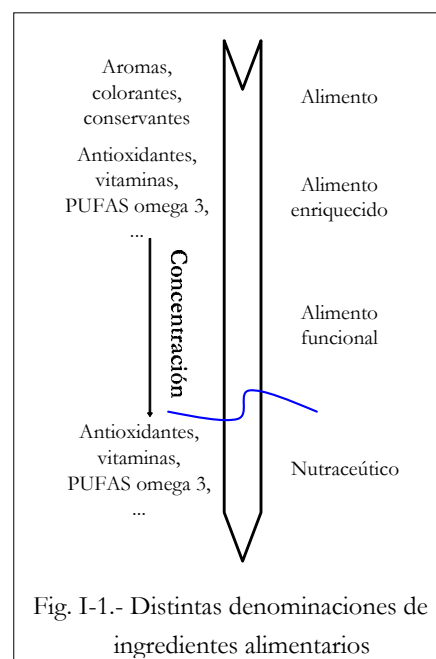 Aromas,
colorantes,
conservantes
Alimento
Antioxidantes,
vitaminas,
PUFAS omega 3,
...
Alimento
enriquecido
Concentración
Alimento
funcional
Antioxidantes,
vitaminas,
PUFAS omega 3,
...
Nutraceútico
Fig. I-1.- Distintas denominaciones de
ingredientes alimentarios